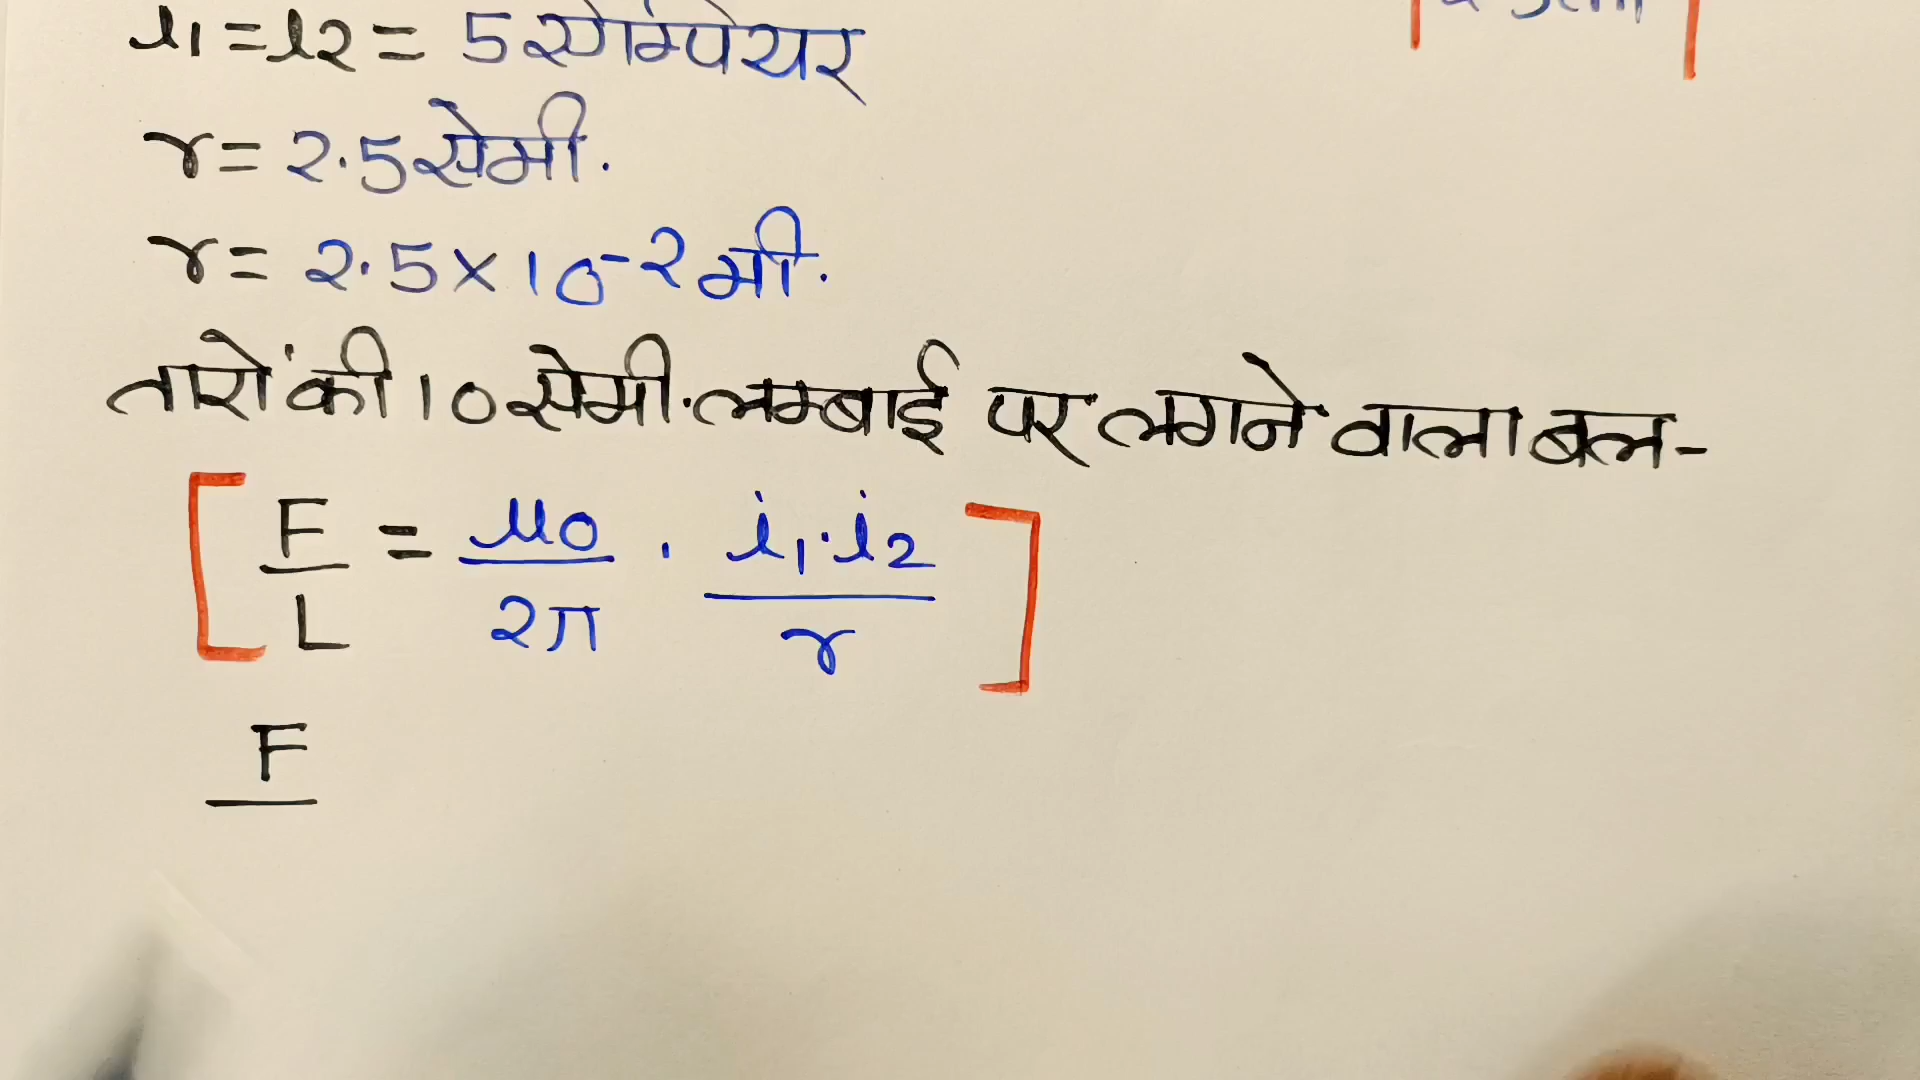 i1 = i2 = 5 एेम्पियर
r = 2.5 सेमी.
r = 2.5 × 10-2 मी.
तारों की 10 सेमी. लम्बाई पर लगने वाला बल-
[ F/L = μ0/2π . i1.i2/r ]
F